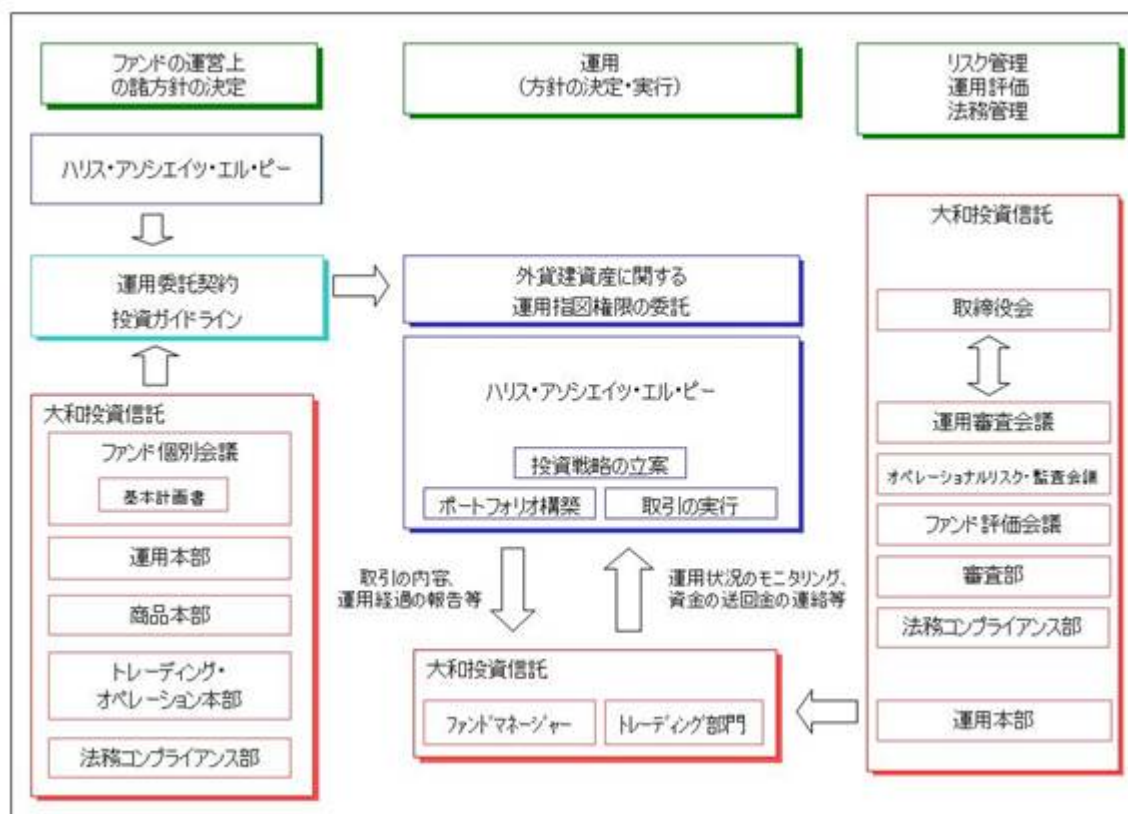 ファンドの運営上
の諸方針の決定
運用
(方針の決定・実行)
リスク管理
運用評価
法務管理
ハリス・アソシエイツ・エル・ピー
運用委託契約
投資ガイドライン
大和投資信託
ファンド個別会議
基本計画書
運用本部
商品本部
トレーディング・
オペレーション本部
法務コンプライアンス部
外貨建資産に関する
運用指図権限の委託
ハリス・アソシエイツ・エル・ピー
投資戦略の立案
ポートフォリオ構築
取引の実行
取引の内容、
運用経過の報告等
運用状況のモニタリング、
資金の送回金の連絡等
大和投資信託
ファンドマネージャー
トレーディング部門
大和投資信託
取締役会
運用審査会議
オペレーショナルリスク・監査会議
ファンド評価会議
審査部
法務コンプライアンス部
運用本部